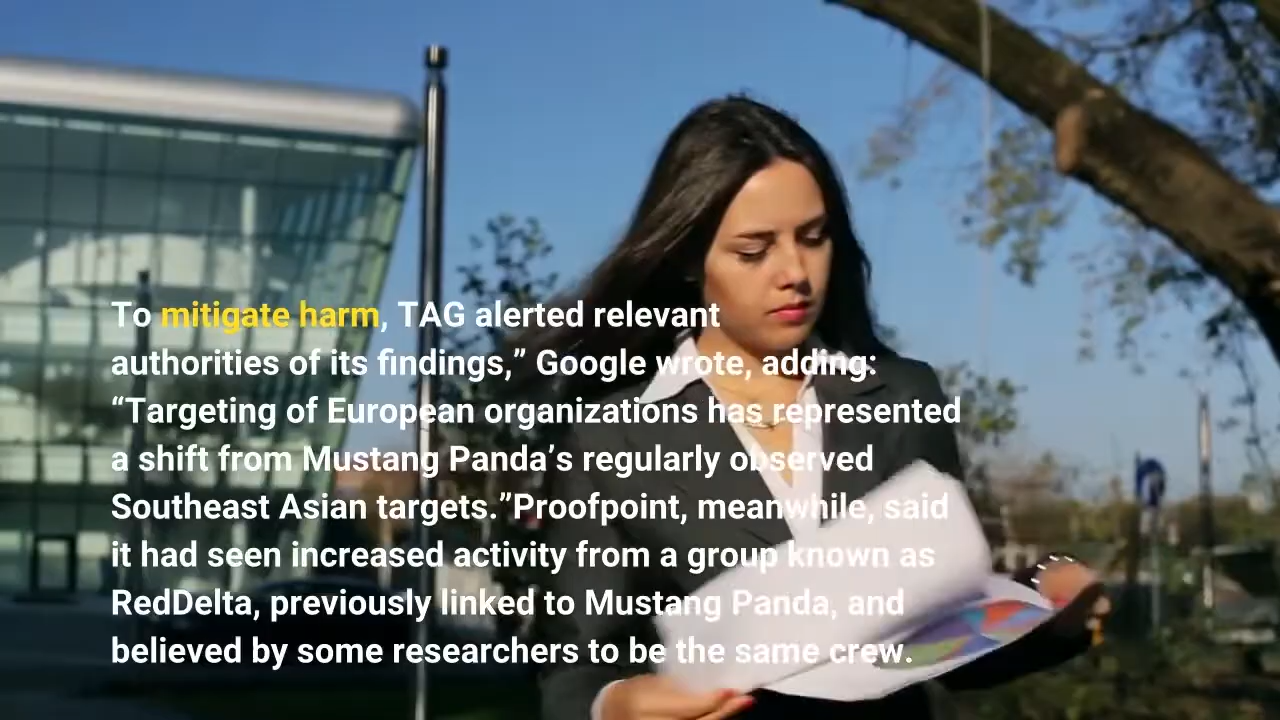 To mitigate harm, TAG alerted relevant
authorities of its findings,” Google wrote, adding:
“Targeting of European organizations has represented
a shift from Mustang Panda’s regularly observed
Southeast Asian targets.”Proofpoint, meanwhile, said
it had seen increased activity from a group known as
RedDelta, previously linked to Mustang Panda, and
believed by some researchers to be the same crew.